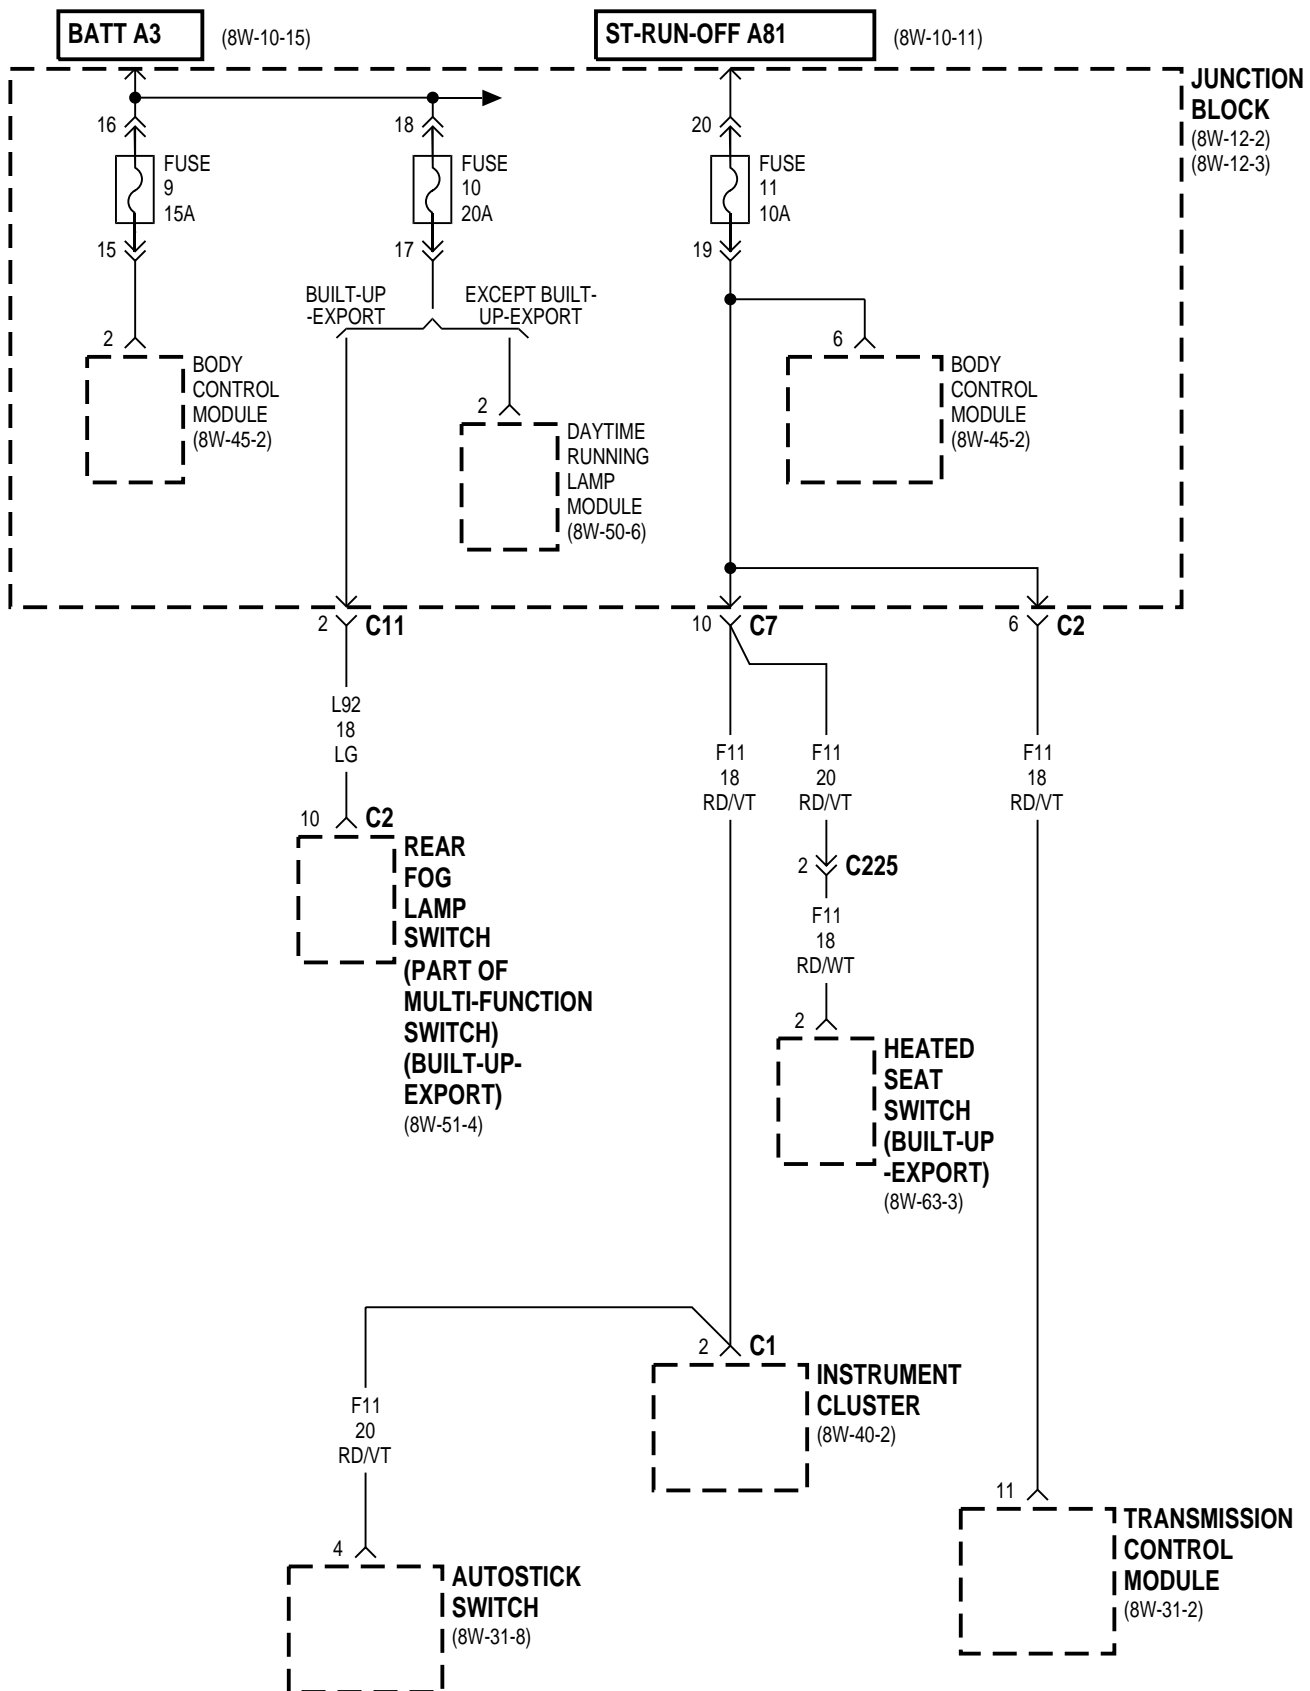 BATT A3
(8W-10-15)
ST-RUN-OFF A81
(8W-10-11)
JUNCTION
BLOCK
(8W-12-2)
(8W-12-3)
16
FUSE
9
15A
15
18
FUSE
10
20A
17
20
FUSE
11
10A
19
BUILT-UP
-EXPORT
EXCEPT BUILT-
UP-EXPORT
2
BODY
CONTROL
MODULE
(8W-45-2)
2
DAYTIME
RUNNING
LAMP
MODULE
(8W-50-6)
6
BODY
CONTROL
MODULE
(8W-45-2)
2 C11
10 C7
6 C2
L92
18
LG
F11
18
RD/VT
F11
20
RD/VT
F11
18
RD/VT
10 C2
REAR
FOG
LAMP
SWITCH
(PART OF
MULTI-FUNCTION
SWITCH)
(BUILT-UP-
EXPORT)
(8W-51-4)
2 C225
F11
18
RD/WT
2
HEATED
SEAT
SWITCH
(BUILT-UP
-EXPORT)
(8W-63-3)
2 C1
INSTRUMENT
CLUSTER
(8W-40-2)
F11
20
RD/VT
4
AUTOSTICK
SWITCH
(8W-31-8)
11
TRANSMISSION
CONTROL
MODULE
(8W-31-2)